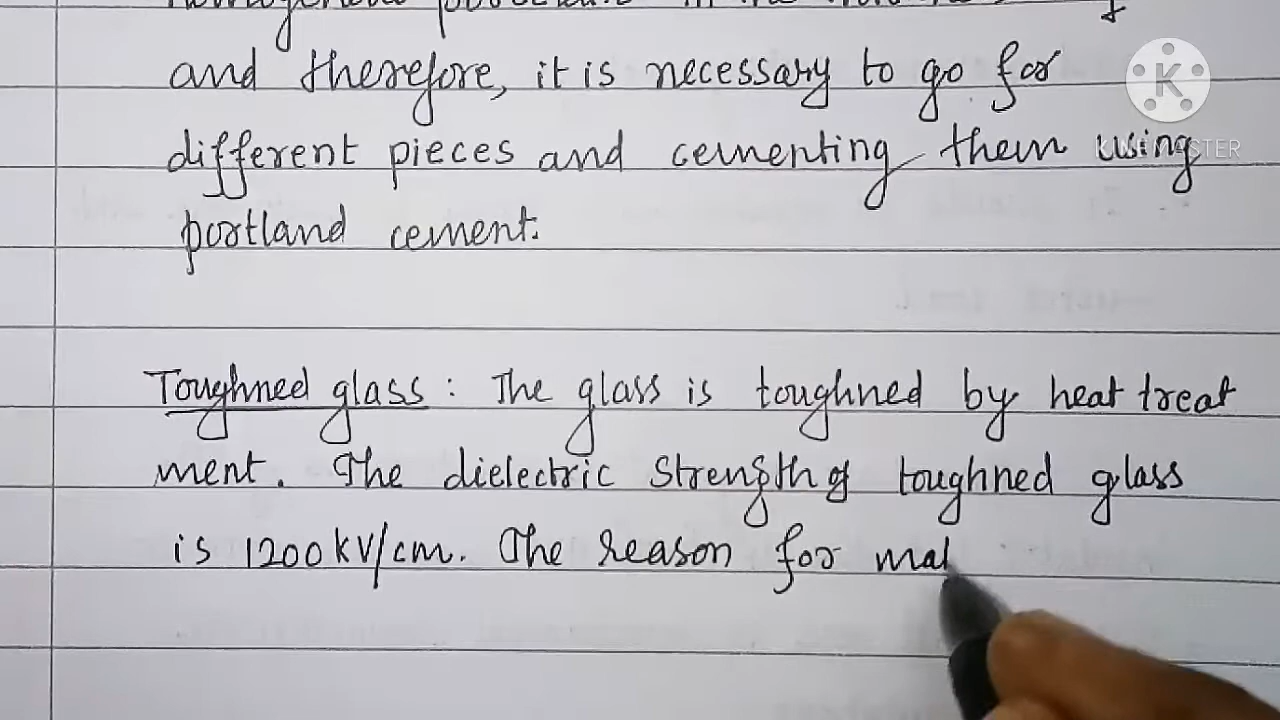 and therefore, it is necessary to go for
different pieces and cementing them using
portland cement.
Toughned glass : The glass is toughned by heat treat
ment. The dielectric strength of toughned glass
is 1200kV/cm. The reason for mak
K
KINEMASTER